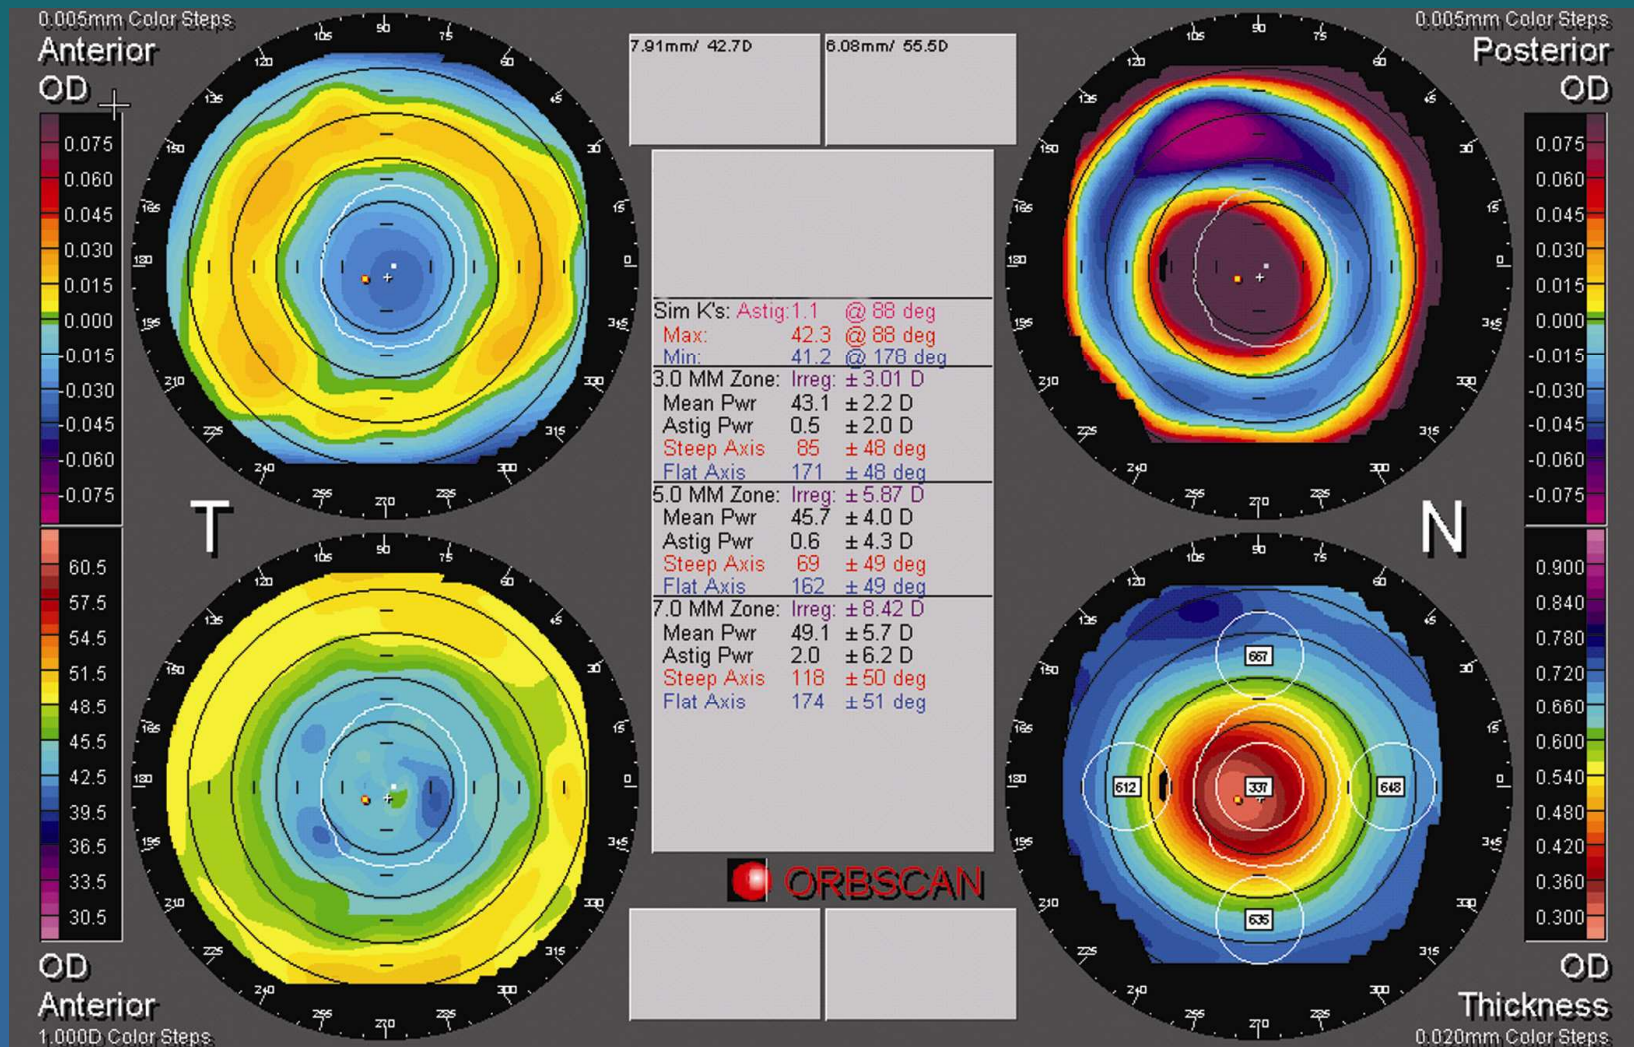 0.005mm Color Steps
Anterior
OD
0.075
0.060
0.045
0.030
0.015
0.000
-0.015
-0.030
-0.045
-0.060
-0.075
60.5
57.5
54.5
51.5
48.5
45.5
42.5
39.5
36.5
33.5
30.5
OD
Anterior
1.000D Color Steps
T
7.91mm/ 42.7D
6.08mm/ 55.5D
Sim K's: Astig:1.1 @ 88 deg
Max: 42.3 @ 88 deg
Min: 41.2 @ 178 deg
3.0 MM Zone: Irreg: ± 3.01 D
Mean Pwr 43.1 ± 2.2 D
Astig Pwr 0.5 ± 2.0 D
Steep Axis 85 ± 48 deg
Flat Axis 171 ± 48 deg
5.0 MM Zone: Irreg: ± 5.87 D
Mean Pwr 45.7 ± 4.0 D
Astig Pwr 0.6 ± 4.3 D
Steep Axis 69 ± 49 deg
Flat Axis 162 ± 49 deg
7.0 MM Zone: Irreg: ± 8.42 D
Mean Pwr 49.1 ± 5.7 D
Astig Pwr 2.0 ± 6.2 D
Steep Axis 118 ± 50 deg
Flat Axis 174 ± 51 deg
ORBSCAN
0.005mm Color Steps
Posterior
OD
0.075
0.060
0.045
0.030
0.015
0.000
-0.015
-0.030
-0.045
-0.060
-0.075
N
0.900
0.840
0.780
0.720
0.660
0.600
0.540
0.480
0.420
0.360
0.300
667
612
337
648
635
OD
Thickness
0.020mm Color Steps